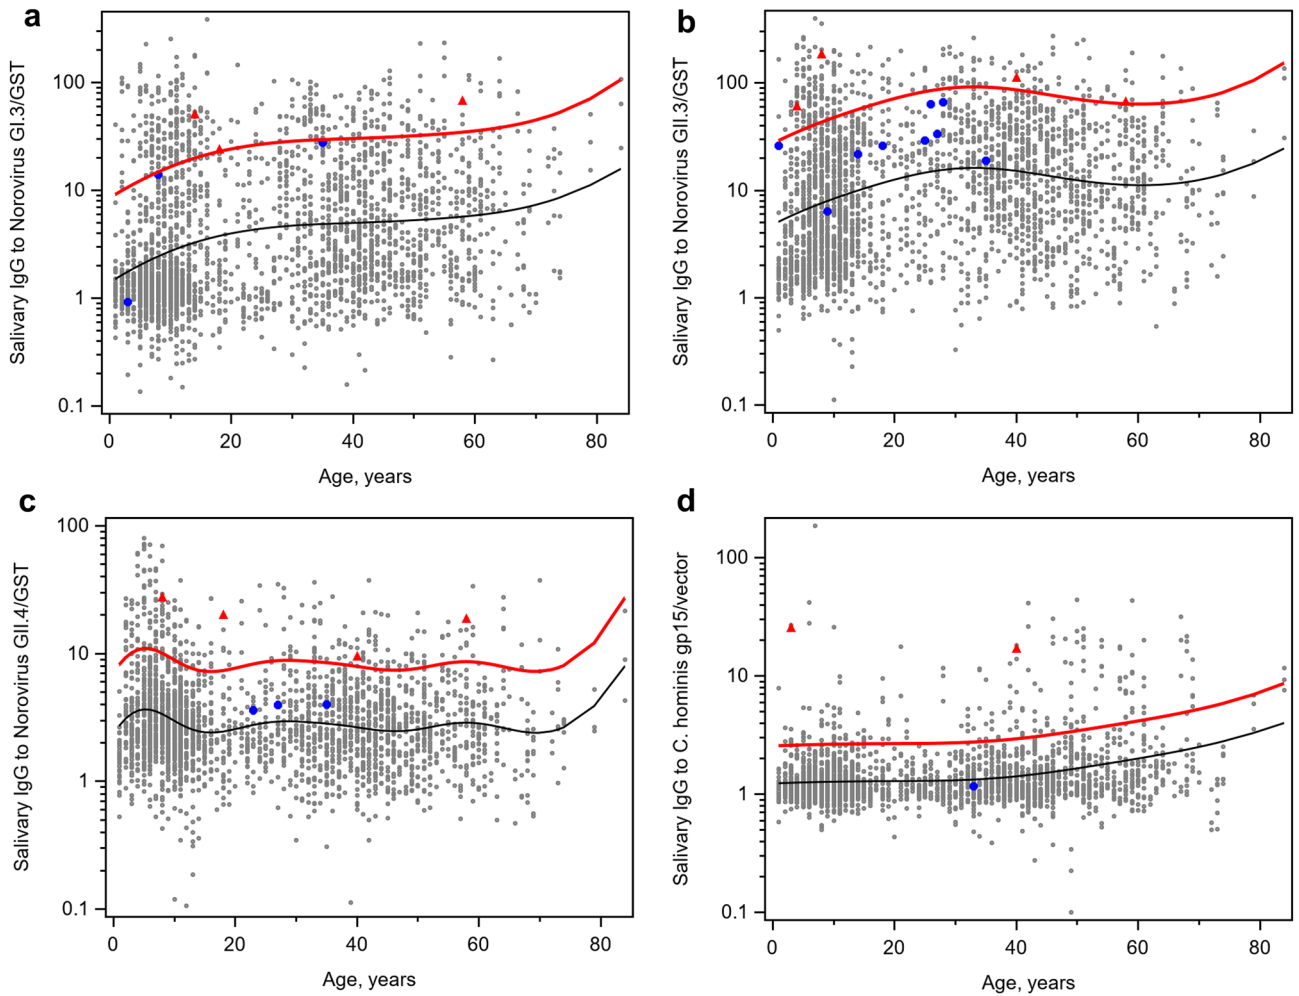 a
Salivary IgG to Norovirus GI.3/GST
100
10
1
0.1
0 20 40 60 80
Age, years
b
Salivary IgG to Norovirus GII.3/GST
100
10
1
0.1
0 20 40 60 80
Age, years
c
Salivary IgG to Norovirus GII.4/GST
100
10
1
0.1
0 20 40 60 80
Age, years
d
Salivary IgG to C. hominis gp15/vector
100
10
1
0.1
0 20 40 60 80
Age, years